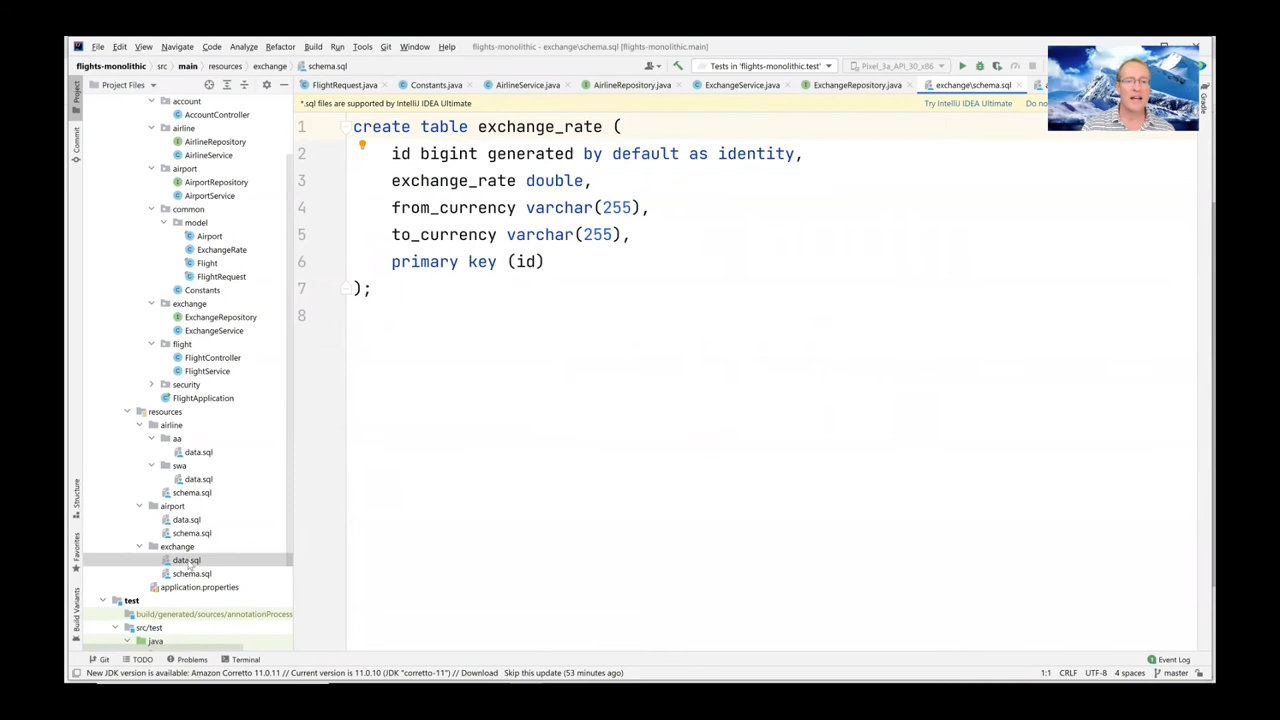 File Edit View Navigate Code Analyze Refactor Build Run Tools Git Window Help flights-monolithic - exchange\schema.sql [flights-monolithic.main]
flights-monolithic src main resources exchange schema.sql Tests in 'flights-monolithic.test' Pixel_3a_API_30_x86
Project Files FlightRequest.java Constants.java AirlineService.java AirlineRepository.java ExchangeService.java ExchangeRepository.java exchange\schema.sql
*.sql files are supported by IntelliJ IDEA Ultimate Try IntelliJ IDEA Ultimate Do no
Project
Commit
Structure
Favorites
Build Variants
Gradle
account
AccountController
airline
AirlineRepository
AirlineService
airport
AirportRepository
AirportService
common
model
Airport
ExchangeRate
Flight
FlightRequest
Constants
exchange
ExchangeRepository
ExchangeService
flight
FlightController
FlightService
security
FlightApplication
resources
airline
aa
data.sql
swa
data.sql
schema.sql
airport
data.sql
schema.sql
exchange
data.sql
schema.sql
application.properties
test
build/generated/sources/annotationProcess
src/test
java
1 create table exchange_rate (
2 id bigint generated by default as identity,
3 exchange_rate double,
4 from_currency varchar(255),
5 to_currency varchar(255),
6 primary key (id)
7 );
8
Git TODO Problems Terminal 1 Event Log
New JDK version is available: Amazon Corretto 11.0.11 // Current version is 11.0.10 (JDK "corretto-11") // Download Skip this update (53 minutes ago) 1:1 CRLF UTF-8 4 spaces master